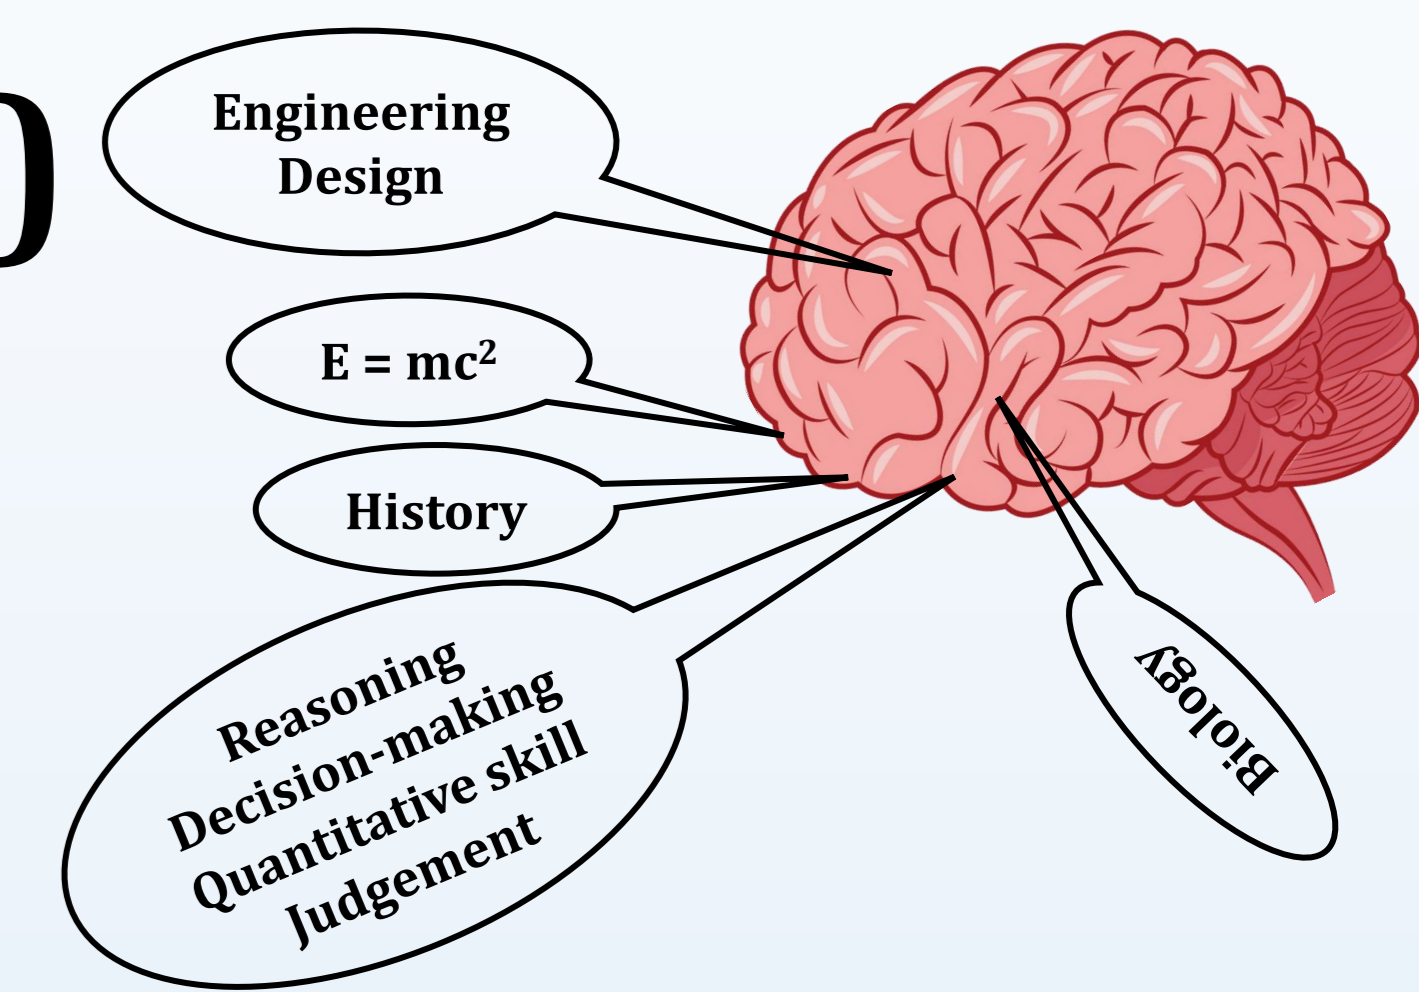 Engineering
Design
E = mc²
History
Reasoning
Decision-making
Quantitative skill
Judgement
Biology